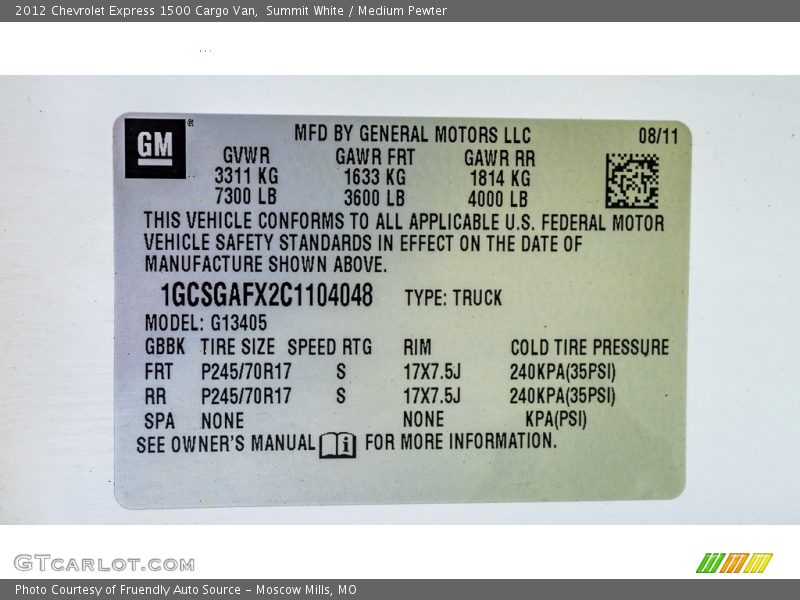 2012 Chevrolet Express 1500 Cargo Van,  Summit White / Medium Pewter
GM ®
MFD BY GENERAL MOTORS LLC 08/11
GVWR GAWR FRT GAWR RR
3311 KG 1633 KG 1814 KG
7300 LB 3600 LB 4000 LB
THIS VEHICLE CONFORMS TO ALL APPLICABLE U.S. FEDERAL MOTOR
VEHICLE SAFETY STANDARDS IN EFFECT ON THE DATE OF
MANUFACTURE SHOWN ABOVE.
1GCSGAFX2C1104048 TYPE: TRUCK
MODEL: G13405
GBBK TIRE SIZE SPEED RTG RIM COLD TIRE PRESSURE
FRT P245/70R17 S 17X7.5J 240KPA(35PSI)
RR P245/70R17 S 17X7.5J 240KPA(35PSI)
SPA NONE NONE KPA(PSI)
SEE OWNER'S MANUAL i FOR MORE INFORMATION.
GTCARLOT.COM
Photo Courtesy of Fruendly Auto Source - Moscow Mills, MO